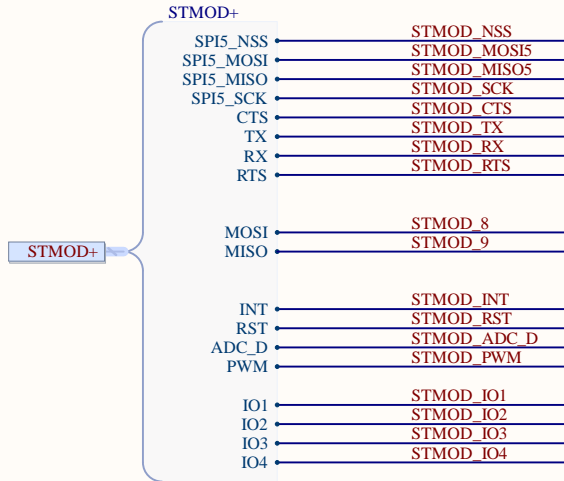 STMOD+
SPI5_NSS STMOD_NSS
SPI5_MOSI STMOD_MOSI5
SPI5_MISO STMOD_MISO5
SPI5_SCK STMOD_SCK
CTS STMOD_CTS
TX STMOD_TX
RX STMOD_RX
RTS STMOD_RTS
MOSI STMOD_8
STMOD+ MISO STMOD_9
INT STMOD_INT
RST STMOD_RST
ADC_D STMOD_ADC_D
PWM STMOD_PWM
IO1 STMOD_IO1
IO2 STMOD_IO2
IO3 STMOD_IO3
IO4 STMOD_IO4